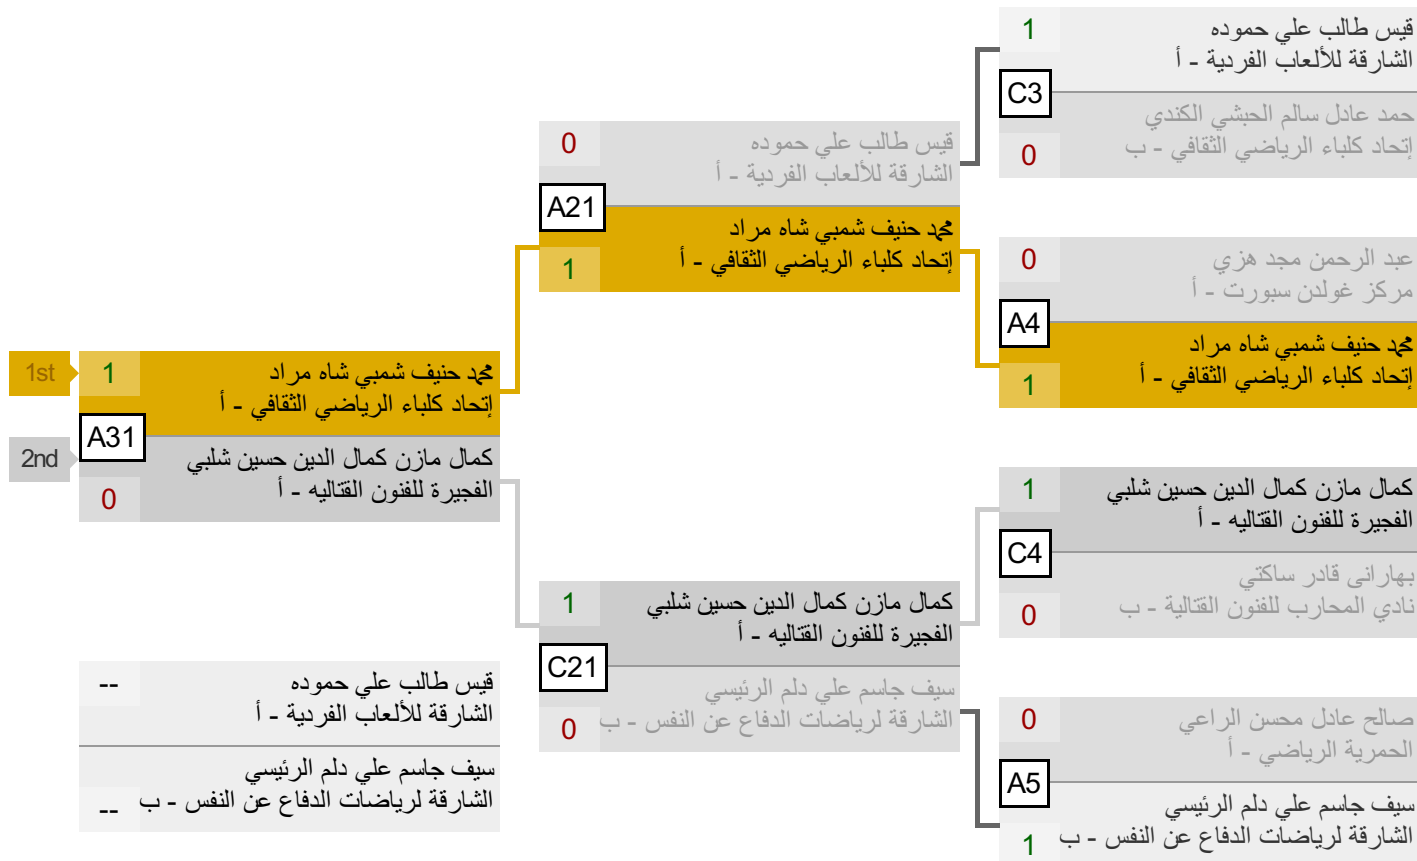 1
قيس طالب علي حموده
الشارقة للألعاب الفردية - أ
C3
حمد عادل سالم الحبشي الكندي
إتحاد كلباء الرياضي الثقافي - ب
0
0
قيس طالب علي حموده
الشارقة للألعاب الفردية - أ
A21
محمد حنيف شمبي شاه مراد
إتحاد كلباء الرياضي الثقافي - أ
1
0
عبد الرحمن مجد هزي
مركز غولدن سبورت - أ
A4
محمد حنيف شمبي شاه مراد
إتحاد كلباء الرياضي الثقافي - أ
1
1st
1
محمد حنيف شمبي شاه مراد
إتحاد كلباء الرياضي الثقافي - أ
A31
2nd
كمال مازن كمال الدين حسين شلبي
الفجيرة للفنون القتاليه - أ
0
1
كمال مازن كمال الدين حسين شلبي
الفجيرة للفنون القتاليه - أ
C4
بهارانى قادر ساكتي
نادي المحارب للفنون القتالية - ب
0
1
كمال مازن كمال الدين حسين شلبي
الفجيرة للفنون القتاليه - أ
C21
سيف جاسم علي دلم الرئيسي
الشارقة لرياضات الدفاع عن النفس - ب
0
--
قيس طالب علي حموده
الشارقة للألعاب الفردية - أ
سيف جاسم علي دلم الرئيسي
الشارقة لرياضات الدفاع عن النفس - ب
--
0
صالح عادل محسن الراعي
الحمرية الرياضي - أ
A5
سيف جاسم علي دلم الرئيسي
الشارقة لرياضات الدفاع عن النفس - ب
1